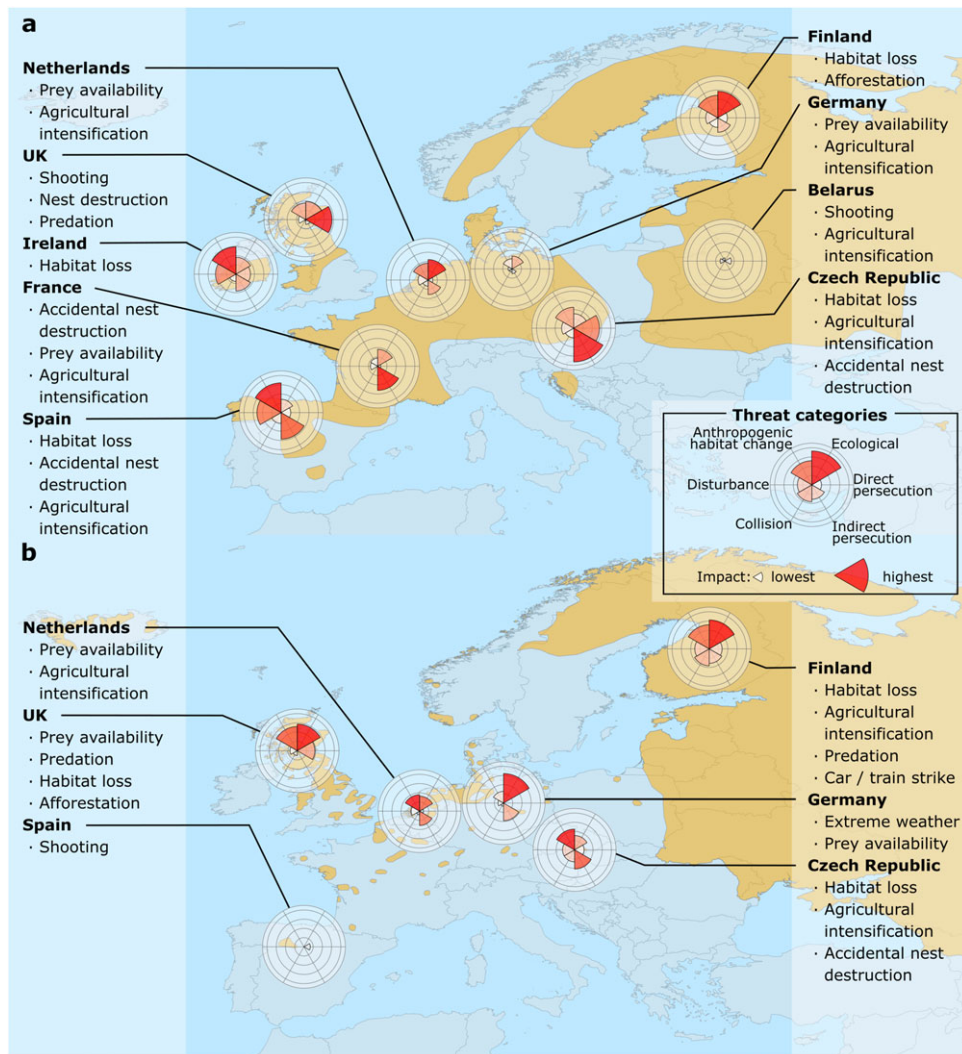 a
Netherlands
· Prey availability
· Agricultural
intensification
UK
· Shooting
· Nest destruction
· Predation
Ireland
· Habitat loss
France
· Accidental nest
destruction
· Prey availability
· Agricultural
intensification
Spain
· Habitat loss
· Accidental nest
destruction
· Agricultural
intensification
Finland
· Habitat loss
· Afforestation
Germany
· Prey availability
· Agricultural
intensification
Belarus
· Shooting
· Agricultural
intensification
Czech Republic
· Habitat loss
· Agricultural
intensification
· Accidental nest
destruction
Threat categories
Anthropogenic
habitat change
Ecological
Disturbance
Direct
persecution
Collision
Indirect
persecution
Impact: lowest highest
b
Netherlands
· Prey availability
· Agricultural
intensification
UK
· Prey availability
· Predation
· Habitat loss
· Afforestation
Spain
· Shooting
Finland
· Habitat loss
· Agricultural
intensification
· Predation
· Car / train strike
Germany
· Extreme weather
· Prey availability
Czech Republic
· Habitat loss
· Agricultural
intensification
· Accidental nest
destruction